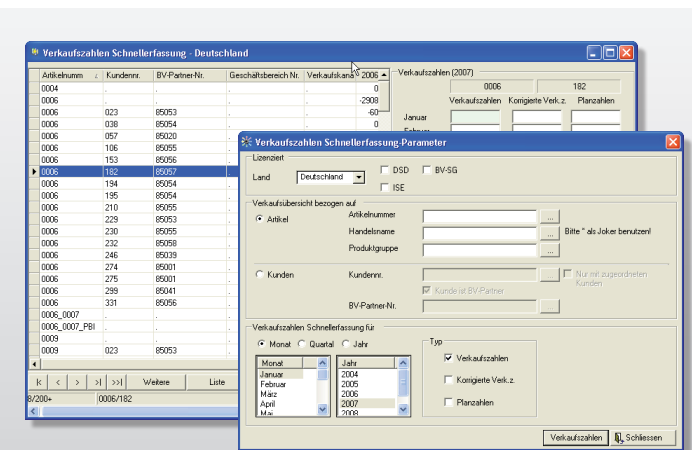 Verkaufszahlen Schnellerfassung - Deutschland
Artikelnumm Kundennr. BV-Partner-Nr. Geschäftsbereich Nr. Verkaufskana 2006
0004 . . . 0
0006 . . . -2908
0006 023 85053 . -60
0006 038 85054 . 0
0006 057 85020
0006 106 85055
0006 153 85056
0006 182 85057
0006 194 85054
0006 195 85054
0006 210 85055
0006 229 85053
0006 230 85055
0006 232 85058
0006 246 85039
0006 274 85001
0006 275 85001
0006 299 85041
0006 331 85056
0006_0007 . .
0006_0007_PBI . .
0009 . .
0009 023 85053
K < > >| >>| Weitere Liste
8/200+ 0006/182
Verkaufszahlen (2007)
0006 182
Verkaufszahlen Korrigierte Verk.z. Planzahlen
Januar
Februar
Verkaufszahlen Schnellerfassung-Parameter
Lizenziert
Land Deutschland DSD BV-SG
ISE
Verkaufsübersicht bezogen auf
Artikel Artikelnummer ...
Handelsname ... Bitte * als Joker benutzen!
Produktgruppe ...
Kunden Kundennr. ... Nur mit zugeordneten
Kunden
Kunde ist BV-Partner
BV-Partner-Nr. ...
Verkaufszahlen Schnellerfassung für
Monat Quartal Jahr
Monat
Januar
Februar
März
April
Mai
Jahr
2004
2005
2006
2007
2008
Typ
Verkaufszahlen
Korrigierte Verk.z.
Planzahlen
Verkaufszahlen Schliessen